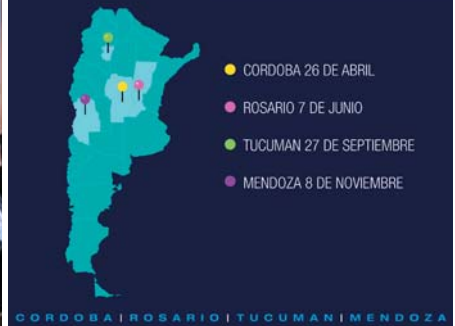 CORDOBA 26 DE ABRIL
ROSARIO 7 DE JUNIO
TUCUMAN 27 DE SEPTIEMBRE
MENDOZA 8 DE NOVIEMBRE
CORDOBA | ROSARIO | TUCUMAN | MENDOZA